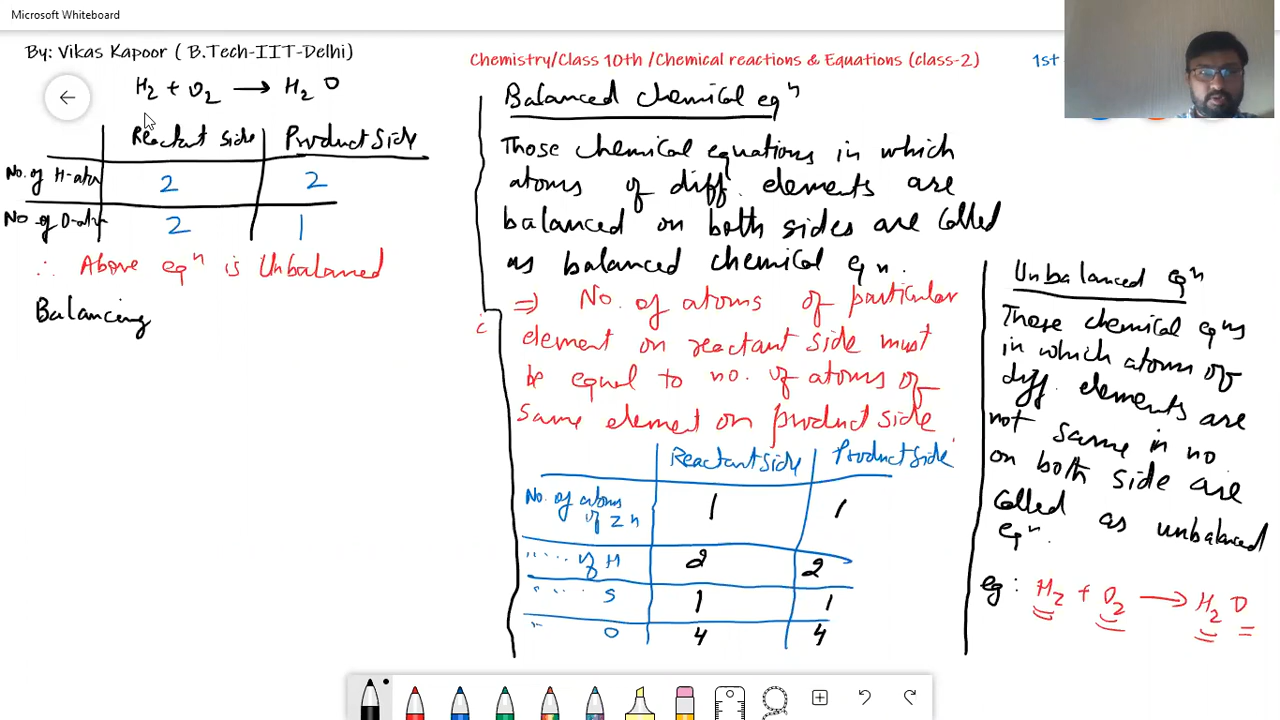 Microsoft Whiteboard
By: Vikas Kapoor ( B.Tech-IIT-Delhi)
H2 + O2 → H2 O
Reactant Side Product Side
No. of H-atom 2 2
No of O-atom 2 1
∴ Above eqn is Unbalanced
Balancing
Chemistry/Class 10th /Chemical reactions & Equations (class-2)
1st
Balanced chemical eqn
Those chemical equations in which
atoms of diff. elements are
balanced on both sides are called
as balanced chemical eqn.
⇒ No. of atoms of particular
element on reactant side must
be equal to no. of atoms of
same element on product side.
Reactant side Product side
No. of atoms
of Zn 1 1
" .... of H 2 2
" .... S 1 1
" O 4 4
Unbalanced eqn
These chemical eqns
in which atoms of
diff. elements are
not same in no
on both side are
called as unbalanced
eqn.
eg: H2 + O2 → H2 O